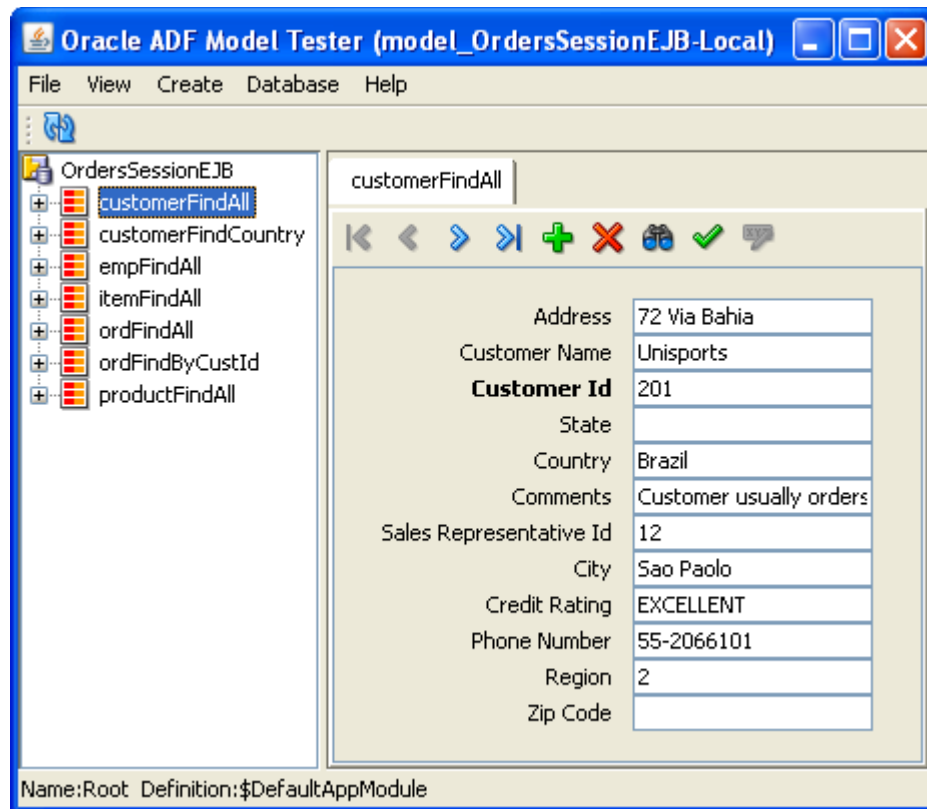 Oracle ADF Model Tester (model_OrdersSessionEJB-Local)
File View Create Database Help
OrdersSessionEJB
customerFindAll
customerFindCountry
empFindAll
itemFindAll
ordFindAll
ordFindByCustId
productFindAll
customerFindAll
Address 72 Via Bahia
Customer Name Unisports
Customer Id 201
State
Country Brazil
Comments Customer usually orders
Sales Representative Id 12
City Sao Paolo
Credit Rating EXCELLENT
Phone Number 55-2066101
Region 2
Zip Code
Name:Root Definition:$DefaultAppModule